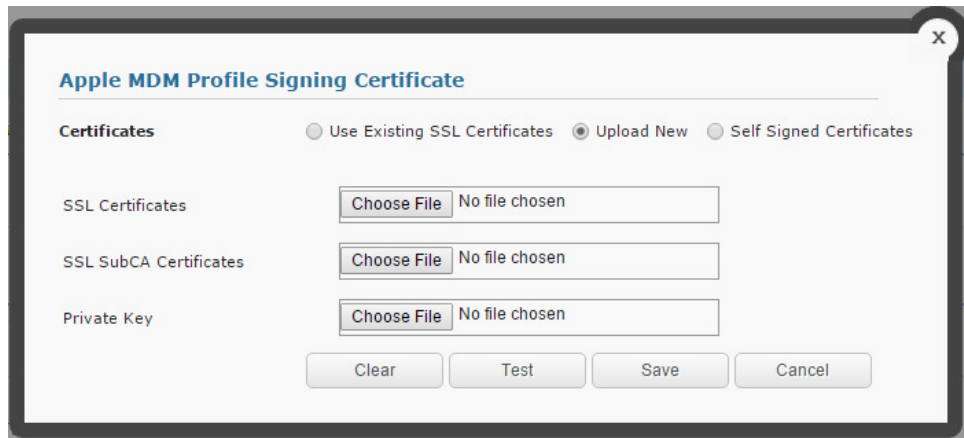 x
Apple MDM Profile Signing Certificate
Certificates Use Existing SSL Certificates Upload New Self Signed Certificates
SSL Certificates Choose File No file chosen
SSL SubCA Certificates Choose File No file chosen
Private Key Choose File No file chosen
Clear Test Save Cancel